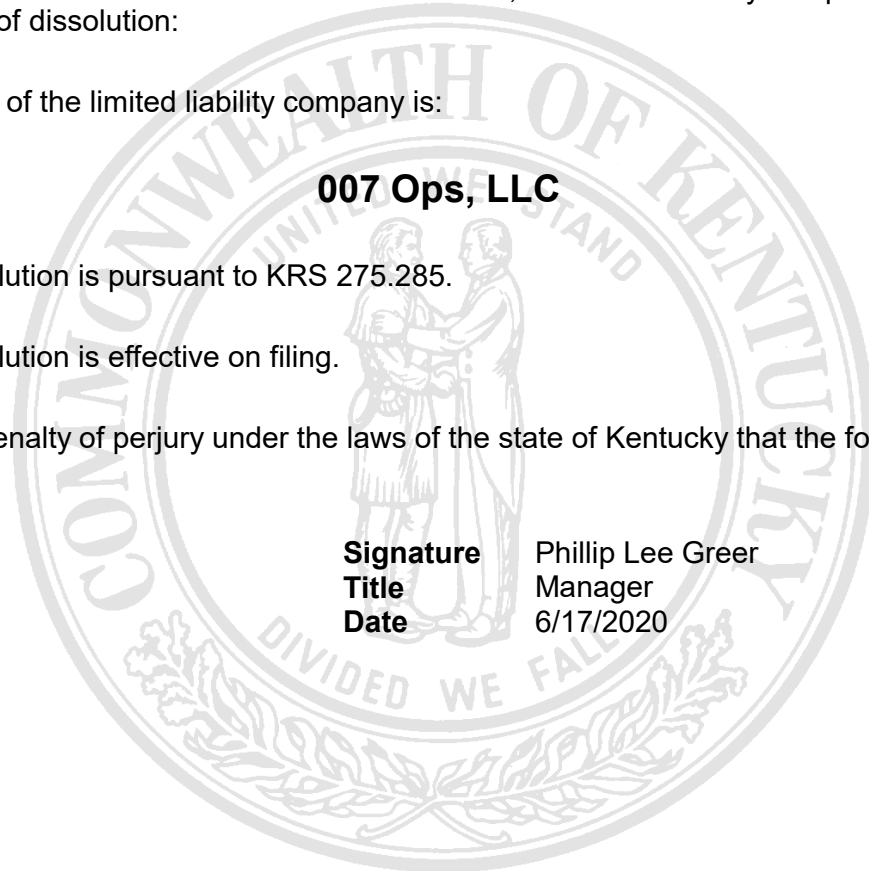 of dissolution:
of the limited liability company is:
007 Ops, LLC
lution is pursuant to KRS 275.285.
lution is effective on filing.
enalty of perjury under the laws of the state of Kentucky that the fo
Signature Phillip Lee Greer
Title Manager
Date 6/17/2020
COMMONWEALTH OF KENTUCKY
UNITED WE STAND
DIVIDED WE FALL